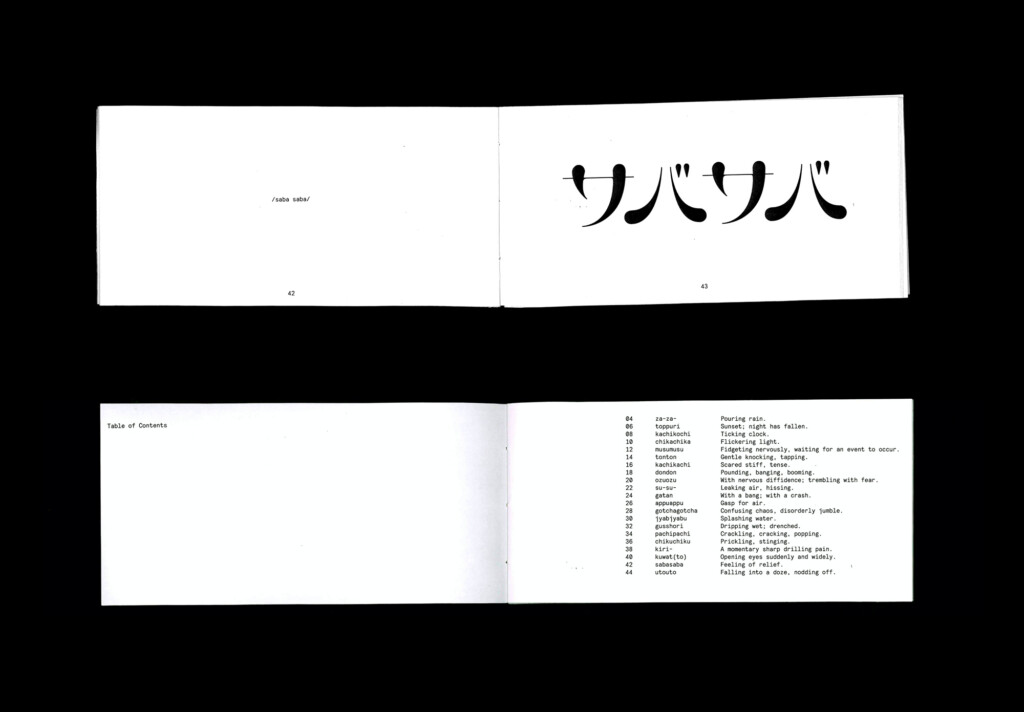 /saba saba/
42
サバサバ
43
Table of Contents
04 za-za- Pouring rain.
06 toppuri Sunset; night has fallen.
08 kachikochi Ticking clock.
10 chikachika Flickering light.
12 musumusu Fidgeting nervously, waiting for an event to occur.
14 tonton Gentle knocking, tapping.
16 kachikachi Scared stiff, tense.
18 dondon Pounding, banging, booming.
20 ozuozu With nervous diffidence; trembling with fear.
22 su-su- Leaking air, hissing.
24 gatan With a bang; with a crash.
26 appuappu Gasp for air.
28 gotchagotcha Confusing chaos, disorderly jumble.
30 jyabjyabu Splashing water.
32 gusshori Dripping wet; drenched.
34 pachipachi Crackling, cracking, popping.
36 chikuchiku Prickling, stinging.
38 kiri- A momentary sharp drilling pain.
40 kuwat(to) Opening eyes suddenly and widely.
42 sabasaba Feeling of relief.
44 utouto Falling into a doze, nodding off.